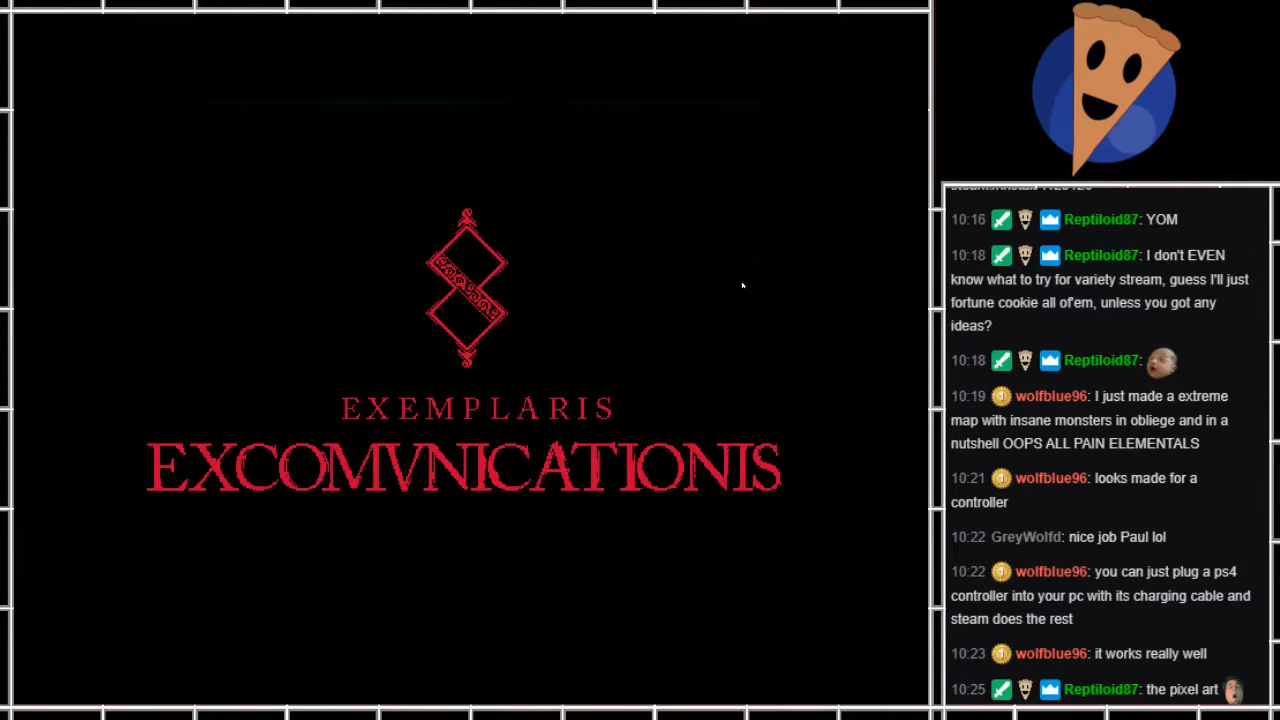 EXEMPLARIS
EXCOMVNICATIONIS
10:16 Reptiloid87: YOM
10:18 Reptiloid87: I don't EVEN
know what to try for variety stream, guess I'll just
fortune cookie all of'em, unless you got any
ideas?
10:18 Reptiloid87:
10:19 wolfblue96: I just made a extreme
map with insane monsters in obliege and in a
nutshell OOPS ALL PAIN ELEMENTALS
10:21 wolfblue96: looks made for a
controller
10:22 GreyWolfd: nice job Paul lol
10:22 wolfblue96: you can just plug a ps4
controller into your pc with its charging cable and
steam does the rest
10:23 wolfblue96: it works really well
10:25 Reptiloid87: the pixel art